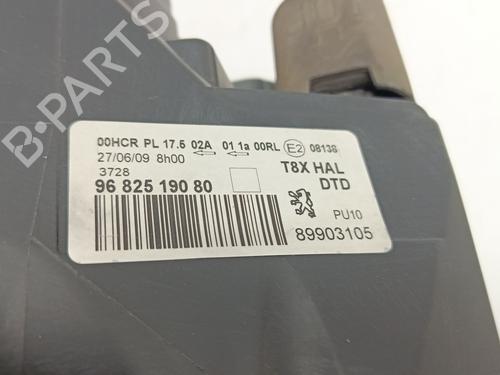 00HCR PL 17.5 02A ← 01 1a ← 00RL E2 08138
27/06/09 8h00
T8X HAL
3728
DTD
96 825 190 80
PU10
89903105